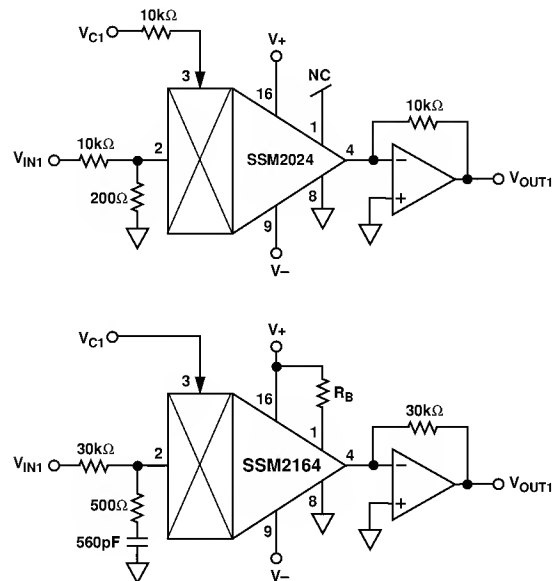 10kΩ
VC1
V+
NC
3
16
10kΩ
1
10kΩ
2
4
VIN1
SSM2024
−
VOUT1
200Ω
8
+
9
V−
V+
VC1
3
16
RB
30kΩ
1
30kΩ
2
4
VIN1
SSM2164
−
VOUT1
500Ω
8
+
560pF
9
V−